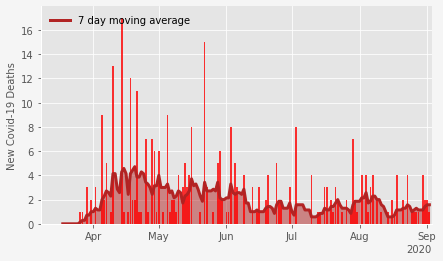 7 day moving average
New Covid-19 Deaths
16
14
12
10
8
6
4
2
0
Apr
May
Jun
Jul
Aug
Sep
2020